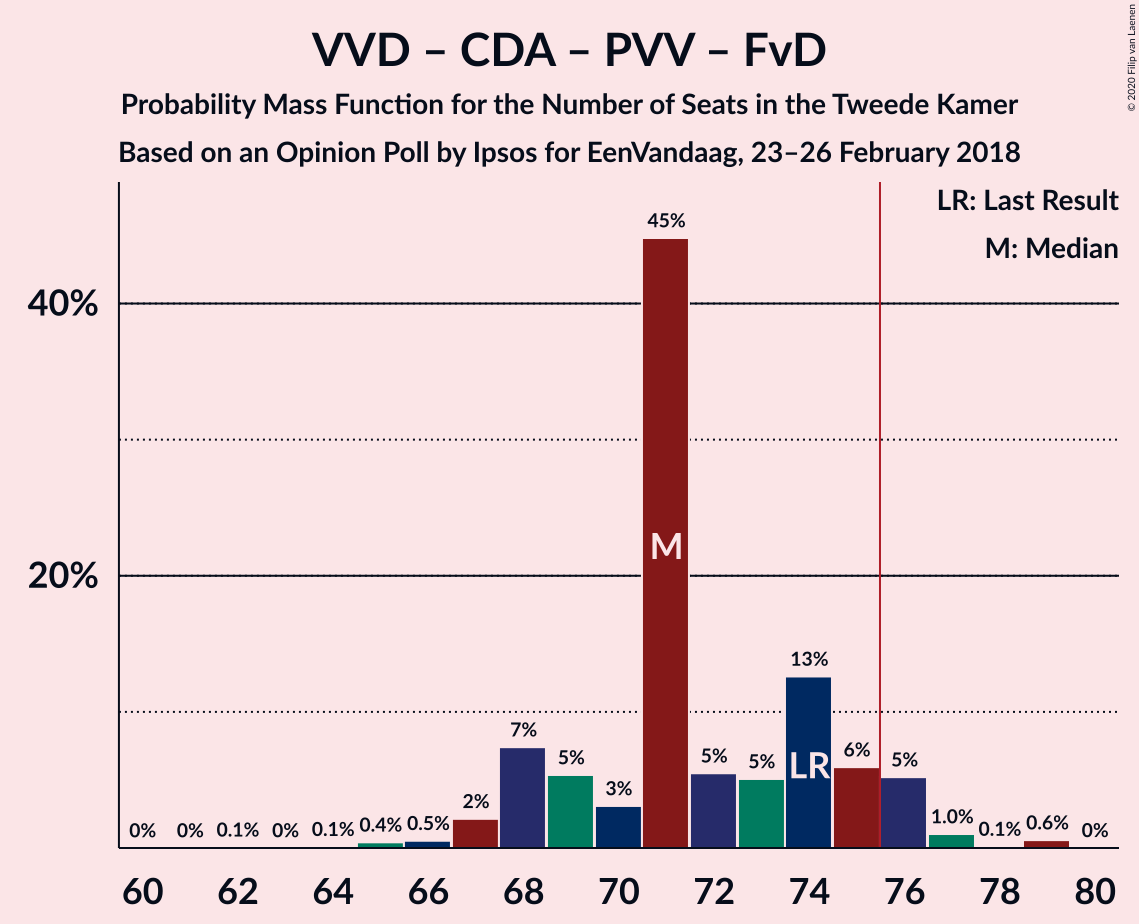 VVD – CDA – PVV – FvD
Probability Mass Function for the Number of Seats in the Tweede Kamer
Based on an Opinion Poll by Ipsos for EenVandaag, 23–26 February 2018
© 2020 Filip van Laenen
LR: Last Result
M: Median
40%
20%
0% 0% 0.1% 0% 0.1% 0.4% 0.5% 2% 7% 5% 3% 45% 5% 5% 13% 6% 5% 1.0% 0.1% 0.6% 0%
M
LR
60 62 64 66 68 70 72 74 76 78 80